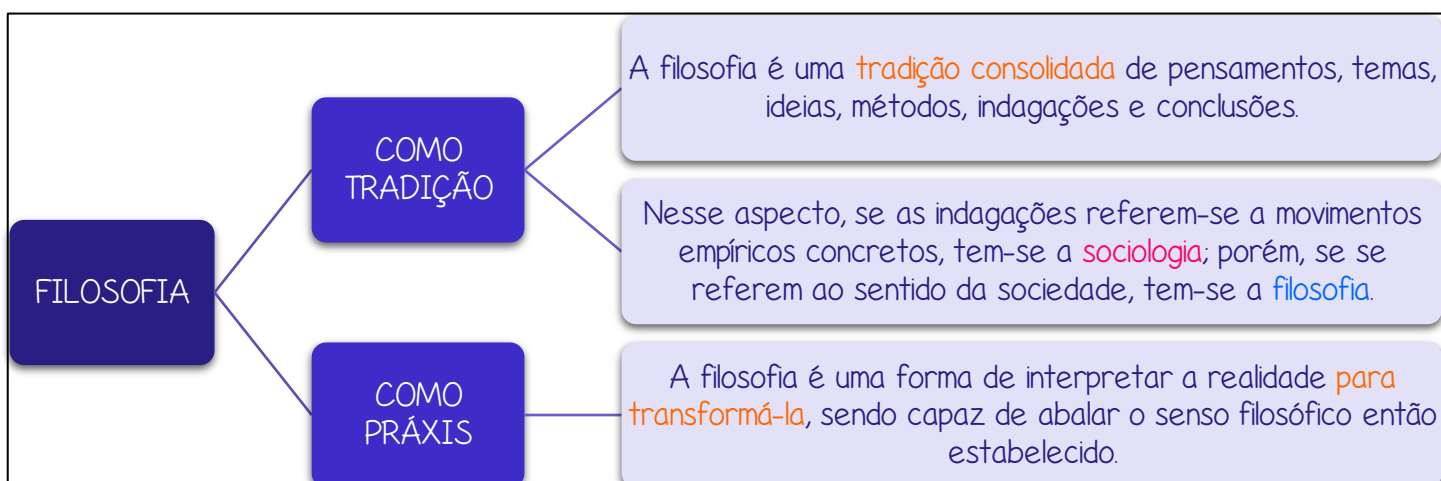 FILOSOFIA
COMO
TRADIÇÃO
A filosofia é uma tradição consolidada de pensamentos, temas,
ideias, métodos, indagações e conclusões.
Nesse aspecto, se as indagações referem-se a movimentos
empíricos concretos, tem-se a sociologia; porém, se se
referem ao sentido da sociedade, tem-se a filosofia.
COMO
PRÁXIS
A filosofia é uma forma de interpretar a realidade para
transformá-la, sendo capaz de abalar o senso filosófico então
estabelecido.